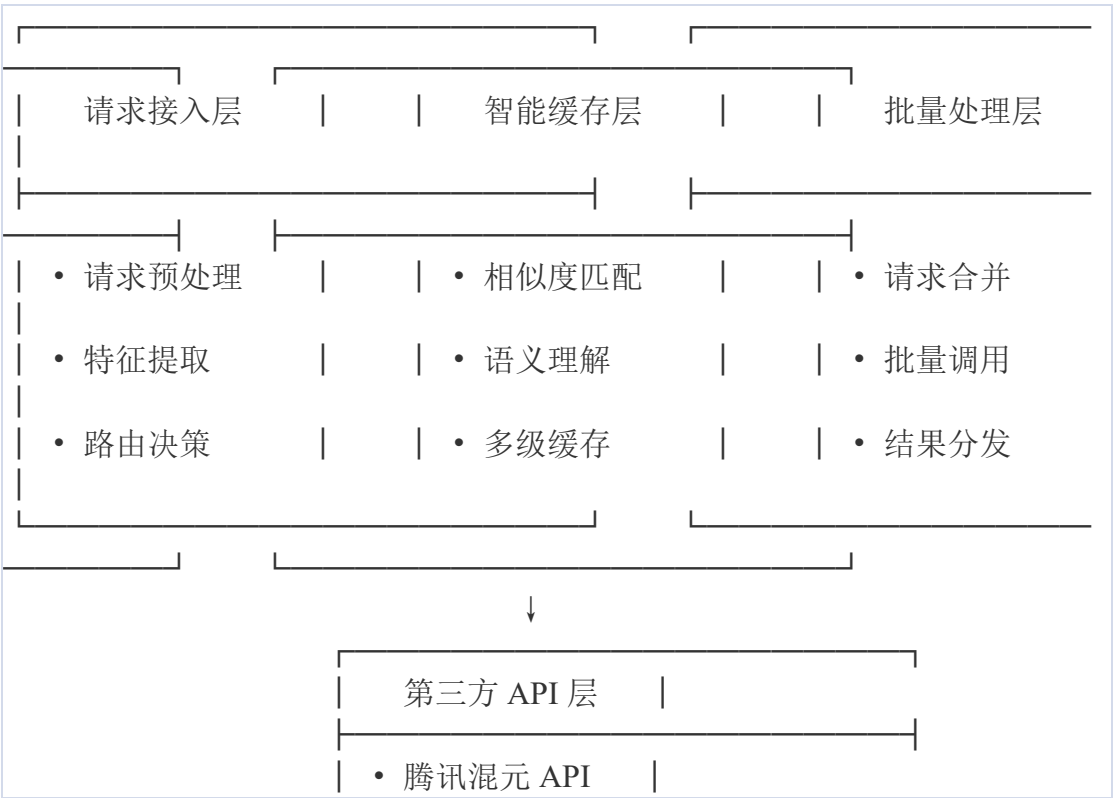 请求接入层 智能缓存层 批量处理层
• 请求预处理 • 相似度匹配 • 请求合并
• 特征提取 • 语义理解 • 批量调用
• 路由决策 • 多级缓存 • 结果分发
↓
第三方 API 层
• 腾讯混元 API